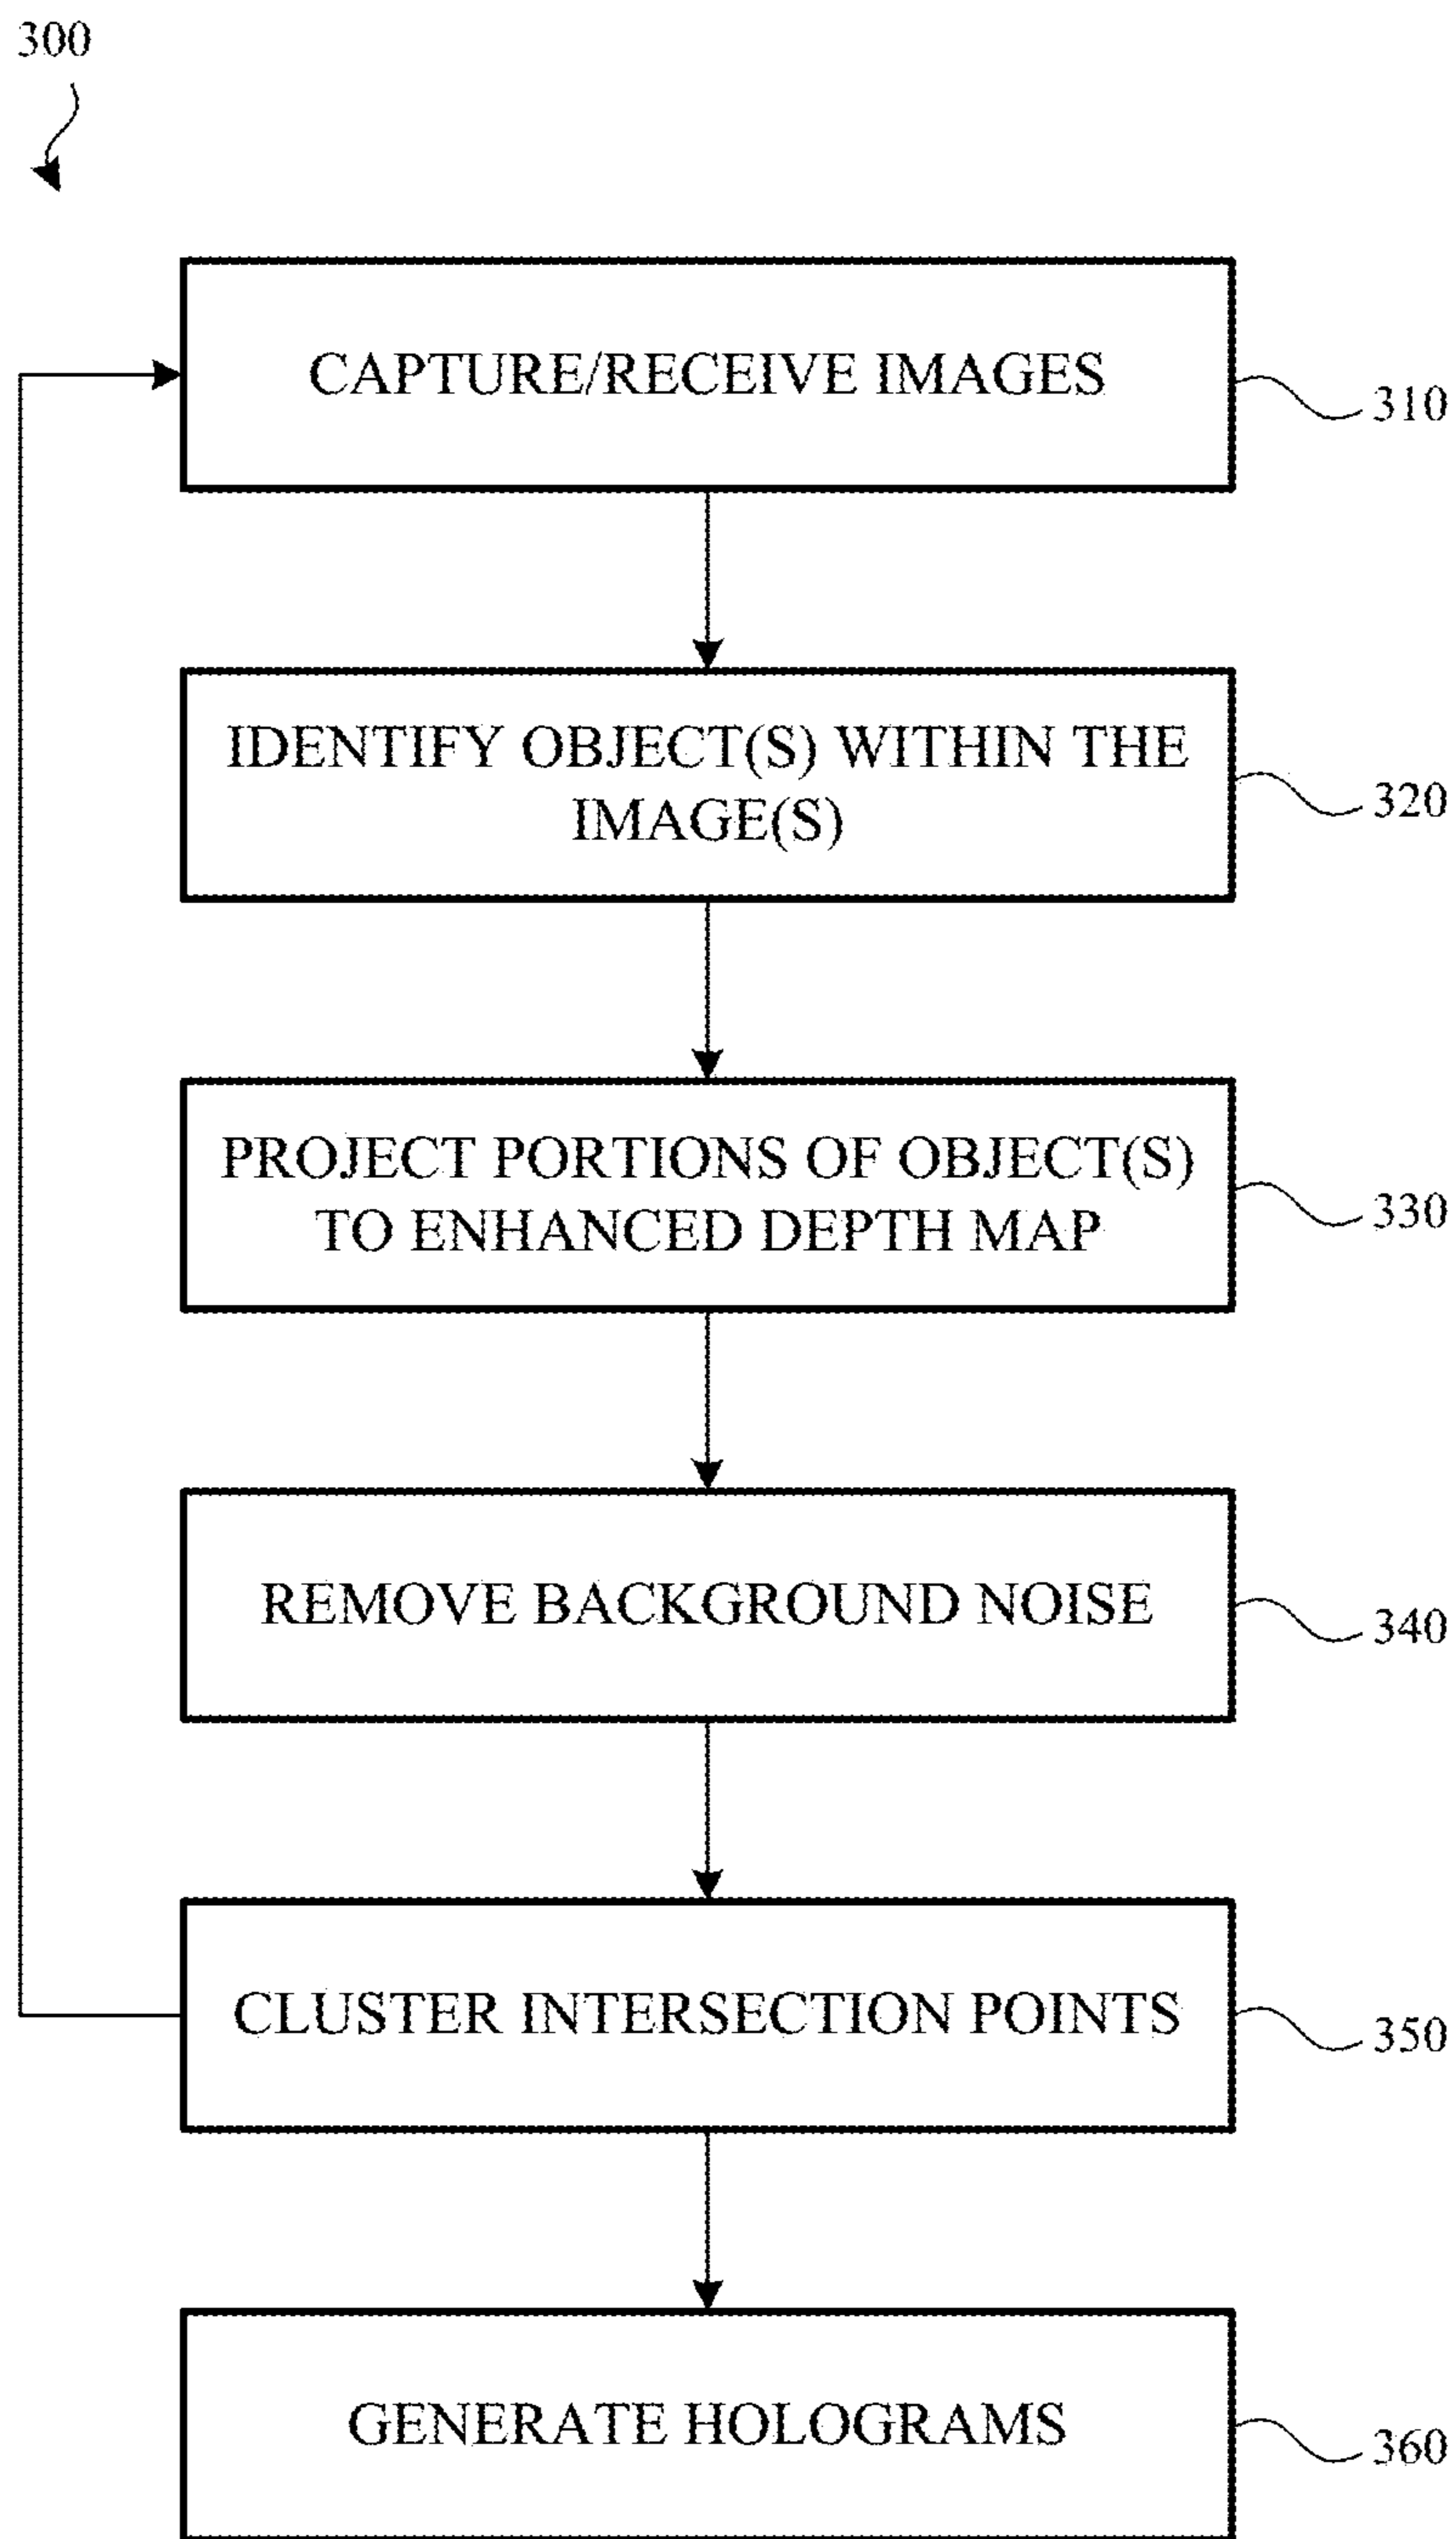 300
CAPTURE/RECEIVE IMAGES
310
IDENTIFY OBJECT(S) WITHIN THE
IMAGE(S)
320
PROJECT PORTIONS OF OBJECT(S)
TO ENHANCED DEPTH MAP
330
REMOVE BACKGROUND NOISE
340
CLUSTER INTERSECTION POINTS
350
GENERATE HOLOGRAMS
360